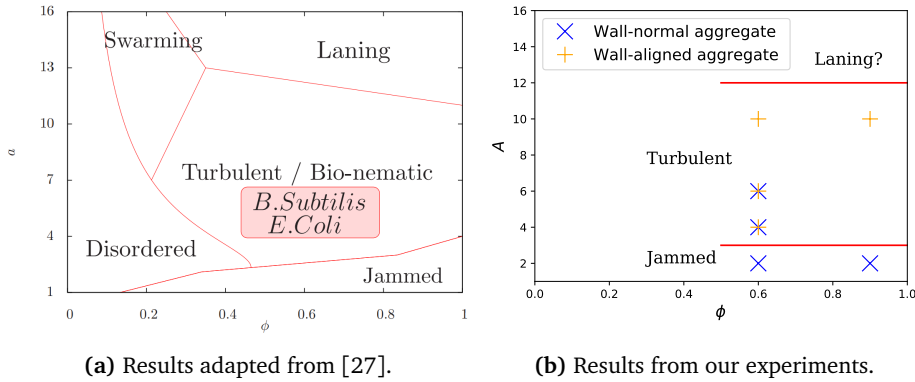 16
13
10
7
4
1
a
Swarming
Laning
Turbulent / Bio-nematic
B.Subtilis
E.Coli
Disordered
Jammed
0
0.2
0.4
0.6
0.8
1
ϕ
(a) Results adapted from [27].
16
14
12
10
8
6
4
2
A
Wall-normal aggregate
Wall-aligned aggregate
Laning?
Turbulent
Jammed
0.0
0.2
0.4
0.6
0.8
1.0
ϕ
(b) Results from our experiments.